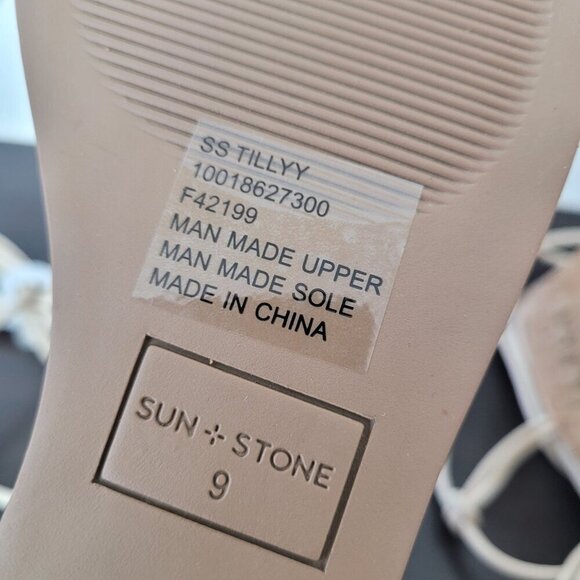 SS TILLYY
10018627300
F42199
MAN MADE UPPER
MAN MADE SOLE
MADE IN CHINA
SUN + STONE
9